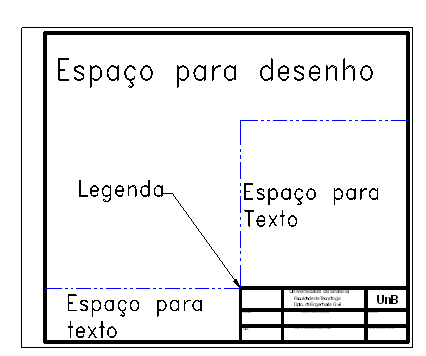 Espaço para desenho
Legenda
Espaço para
Texto
Espaço para
texto
Universidade de Brasília
Faculdade de Tecnologia
Dpto. de Engenharia Civil
UnB